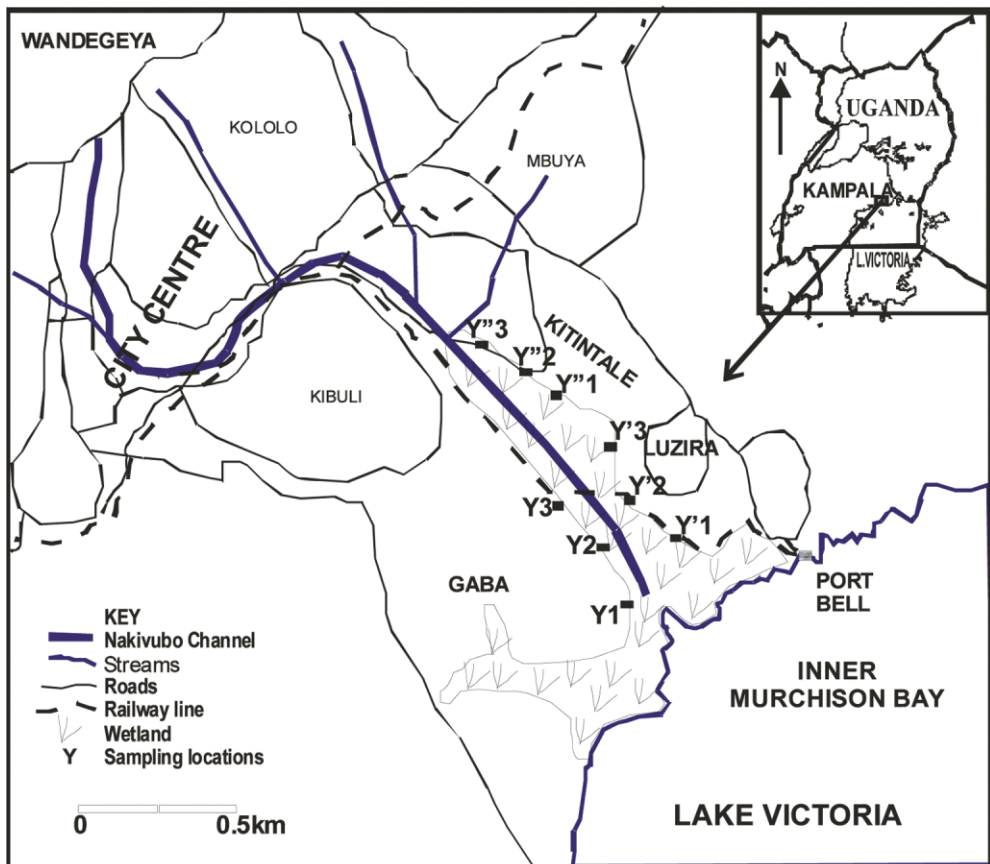 WANDEGEYA
KOLOLO
MBUYA
CITY CENTRE
KIBULI
N
UGANDA
KAMPALA
L.VICTORIA
Y"3
Y"2
Y"1
KITINTALE
Y'3
LUZIRA
Y'2
Y3
Y'1
Y2
Y1
GABA
PORT
BELL
INNER
MURCHISON BAY
LAKE VICTORIA
KEY
Nakivubo Channel
Streams
Roads
Railway line
Wetland
Y Sampling locations
0 0.5km